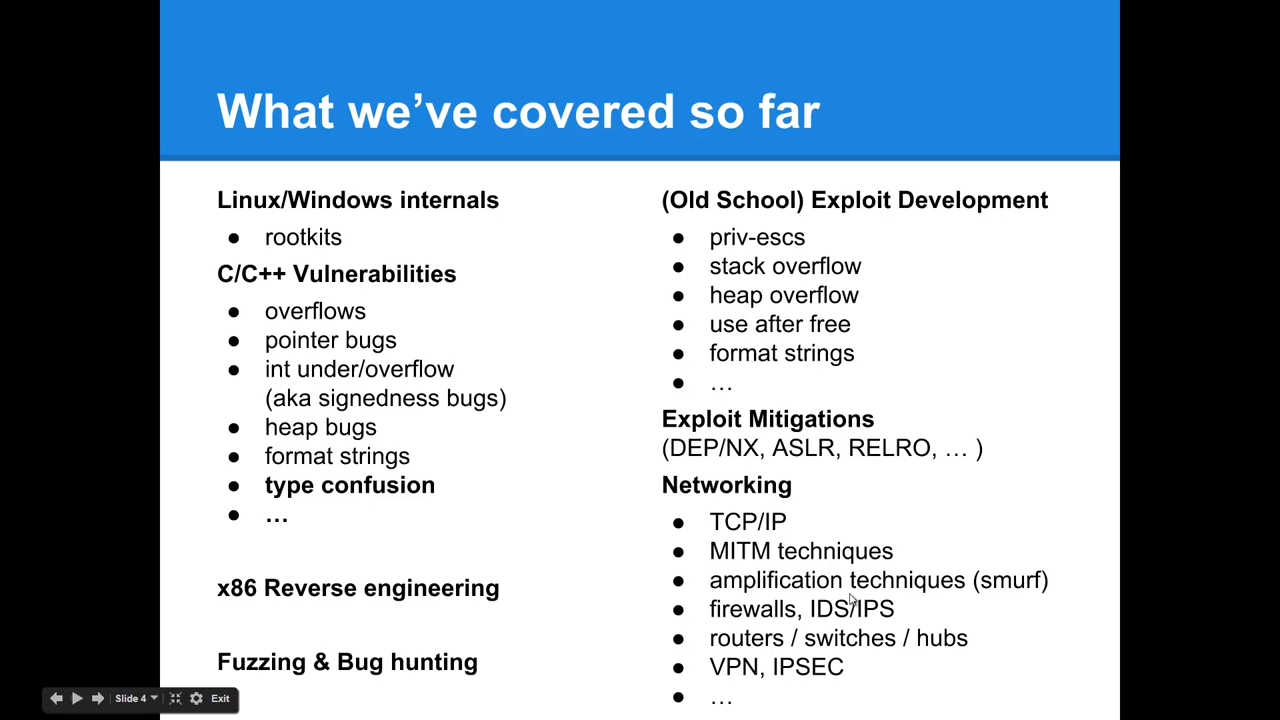 What we've covered so far
Linux/Windows internals
● rootkits
C/C++ Vulnerabilities
● overflows
● pointer bugs
● int under/overflow
(aka signedness bugs)
● heap bugs
● format strings
● type confusion
● …
x86 Reverse engineering
Fuzzing & Bug hunting
(Old School) Exploit Development
● priv-escs
● stack overflow
● heap overflow
● use after free
● format strings
● …
Exploit Mitigations
(DEP/NX, ASLR, RELRO, … )
Networking
● TCP/IP
● MITM techniques
● amplification techniques (smurf)
● firewalls, IDS/IPS
● routers / switches / hubs
● VPN, IPSEC
● …
Slide 4
Exit